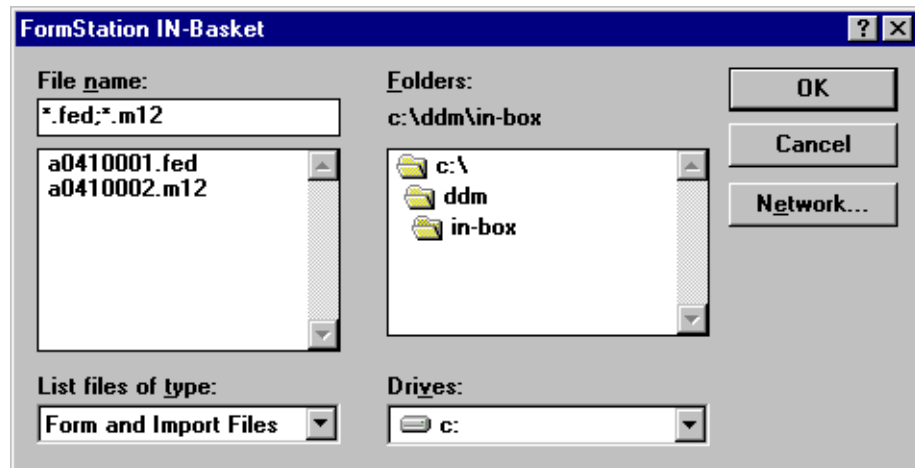 FormStation IN-Basket
File name:
*.fed;*.m12
a0410001.fed
a0410002.m12
List files of type:
Form and Import Files
Folders:
c:\ddm\in-box
c:\
ddm
in-box
Drives:
c:
OK
Cancel
Network...